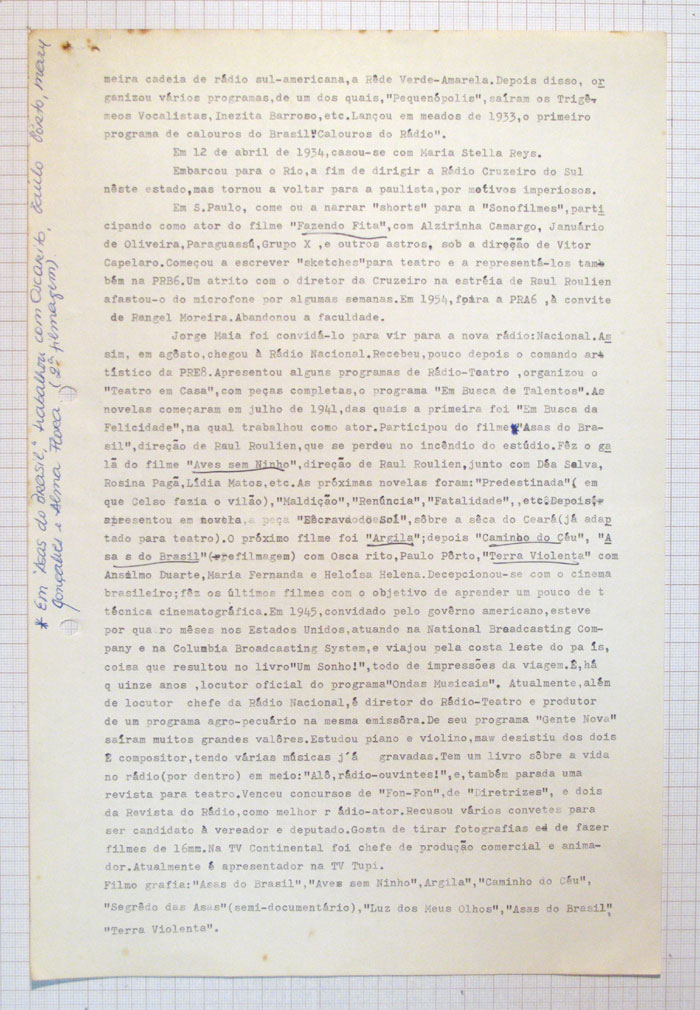 meira cadeia de rádio sul-americana,a Rêde Verde-Amarela.Depois disso, or
ganizou vários programas,de um dos quais,"Pequenópolis",saíram os Trigê-
meos Vocalistas,Inezita Barroso,etc.Lançou em meados de 1933,o primeiro
programa de calouros do Brasil"Calouros do Rádio".
Em 12 de abril de 1934,casou-se com Maria Stella Reys.
Embarcou para o Rio,a fim de dirigir a Rádio Cruzeiro do Sul
nêste estado,mas tornou a voltar para a paulista,por motivos imperiosos.
Em S.Paulo, come ou a narrar "shorts" para a "Sonofilmes",parti
cipando como ator do filme "Fazendo Fita",com Alzirinha Camargo, Januário
de Oliveira,Paraguassú,Grupo X ,e outros astros, sob a direção de Vitor
Capelaro.Começou a escrever "sketches"para teatro e a representá-los tam-
bém na PRB6.Um atrito com o diretor da Cruzeiro na estréia de Raul Roulien
afastou-o do microfone por algumas semanas.Em 1954,foira a PRA6 ,à convite
de Rangel Moreira.Abandonou a faculdade.
Jorge Maia foi convidá-lo para vir para a nova rádio:Nacional.As
sim, em agôsto,chegou à Rádio Nacional.Recebeu,pouco depois o comando ar-
tístico da PRE8.Apresentou alguns programas de Rádio-Teatro ,organizou o
"Teatro em Casa",com peças completas,o programa "Em Busca de Talentos".As
novelas começaram em julho de 1941,das quais a primeira foi "Em Busca da
Felicidade",na qual trabalhou como ator.Participou do filme*"Asas do Bra-
sil",direção de Raul Roulien,que se perdeu no incêndio do estúdio.Fêz o ga
lã do filme "Aves sem Ninho",direção de Raul Roulien,junto com Déa Selva,
Rosina Pagã,Lídia Matos,etc.As próximas novelas foram:"Predestinada"( em
que Celso fazia o vilão),"Maldição","Renúncia","Fatalidade",,etc.Depois,
apresentou em novela,a peça "Escravo do Sol",sôbre a sêca do Ceará(já adap
tado para teatro).O próximo filme foi "Argila";depois "Caminho do Céu", "A
sa s do Brasil"(refilmagem) com Osca rito,Paulo Pôrto,"Terra Violenta" com
Anselmo Duarte,Maria Fernanda e Heloísa Helena.Decepcionou-se com o cinema
brasileiro;fêz os últimos filmes com o objetivo de aprender um pouco de t
técnica cinematográfica.Em 1945,convidado pelo govêrno americano,esteve
por qua.ro mêses nos Estados Unidos,atuando na National Broadcasting Com-
pany e na Columbia Broadcasting System,e viajou pela costa leste do pa ís,
coisa que resultou no livro"Um Sonho!",todo de impressões da viagem.É,há
q uinze anos ,locutor oficial do programa"Ondas Musicais". Atualmente,além
de locutor chefe da Rádio Nacional,é diretor do Rádio-Teatro e produtor
de um programa agro-pecuário na mesma emissôra.De seu programa "Gente Nova"
saíram muitos grandes valôres.Estudou piano e violino,maw desistiu dos dois
É compositor,tendo várias músicas j´á gravadas.Tem um livro sôbre a vida
no rádio(por dentro) em meio:"Alô,rádio-ouvintes!",e,também parada uma
revista para teatro.Venceu concursos de "Fon-Fon",de "Diretrizes", e dois
da Revista do Rádio,como melhor r ádio-ator.Recusou vários convetes para
ser candidato à vereador e deputado.Gosta de tirar fotografias ed de fazer
filmes de 16mm.Na TV Continental foi chefe de produção comercial e anima-
dor.Atualmente é apresentador na TV Tupi.
Filmo grafia:"Asas do Brasil","Aves sem Ninho",Argila","Caminho do Céu",
"Segrêdo das Asas"(semi-documentário),"Luz dos Meus Olhos","Asas do Brasil",
"Terra Violenta".
* Em "Asas do Brasil," trabalhou com Oscarito, Paulo Pôrto, Mary
Gonçalves e Alma Flora (2ª filmagem).